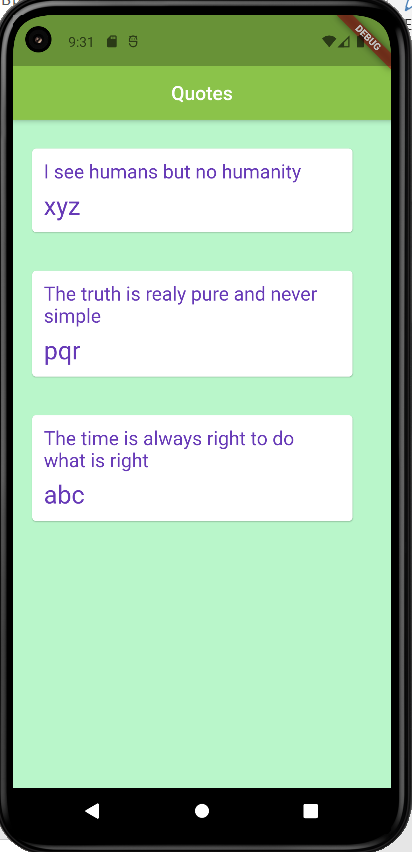 9:31
DEBUG
Quotes
I see humans but no humanity
xyz
The truth is realy pure and never
simple
pqr
The time is always right to do
what is right
abc